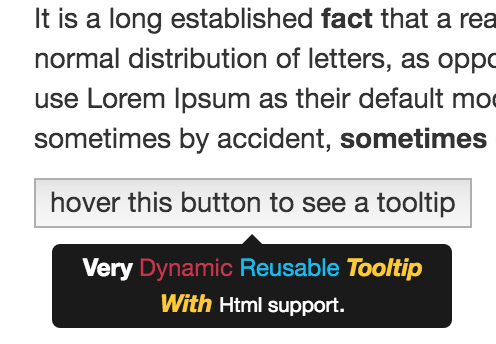 It is a long established fact that a rea
normal distribution of letters, as oppo
use Lorem Ipsum as their default mod
sometimes by accident, sometimes
hover this button to see a tooltip
Very Dynamic Reusable Tooltip
With Html support.